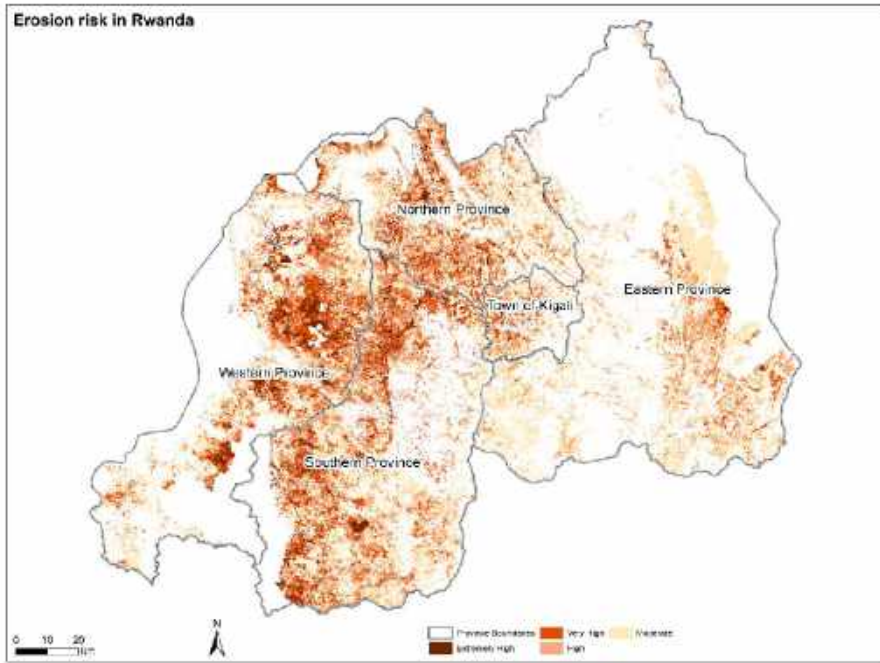 Erosion risk in Rwanda
Northern Province
Town of Kigali
Eastern Province
Western Province
Southern Province
N
0 10 20
Km
Province Boundaries
Very High
Moderate
Extremely High
High